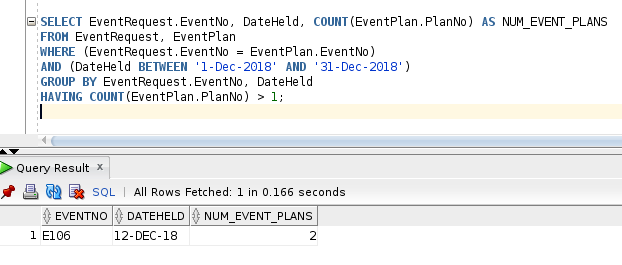 SELECT EventRequest.EventNo, DateHeld, COUNT(EventPlan.PlanNo) AS NUM_EVENT_PLANS
FROM EventRequest, EventPlan
WHERE (EventRequest.EventNo = EventPlan.EventNo)
AND (DateHeld BETWEEN '1-Dec-2018' AND '31-Dec-2018')
GROUP BY EventRequest.EventNo, DateHeld
HAVING COUNT(EventPlan.PlanNo) > 1;
Query Result x
SQL | All Rows Fetched: 1 in 0.166 seconds
EVENTNO DATEHELD NUM_EVENT_PLANS
1 E106 12-DEC-18 2